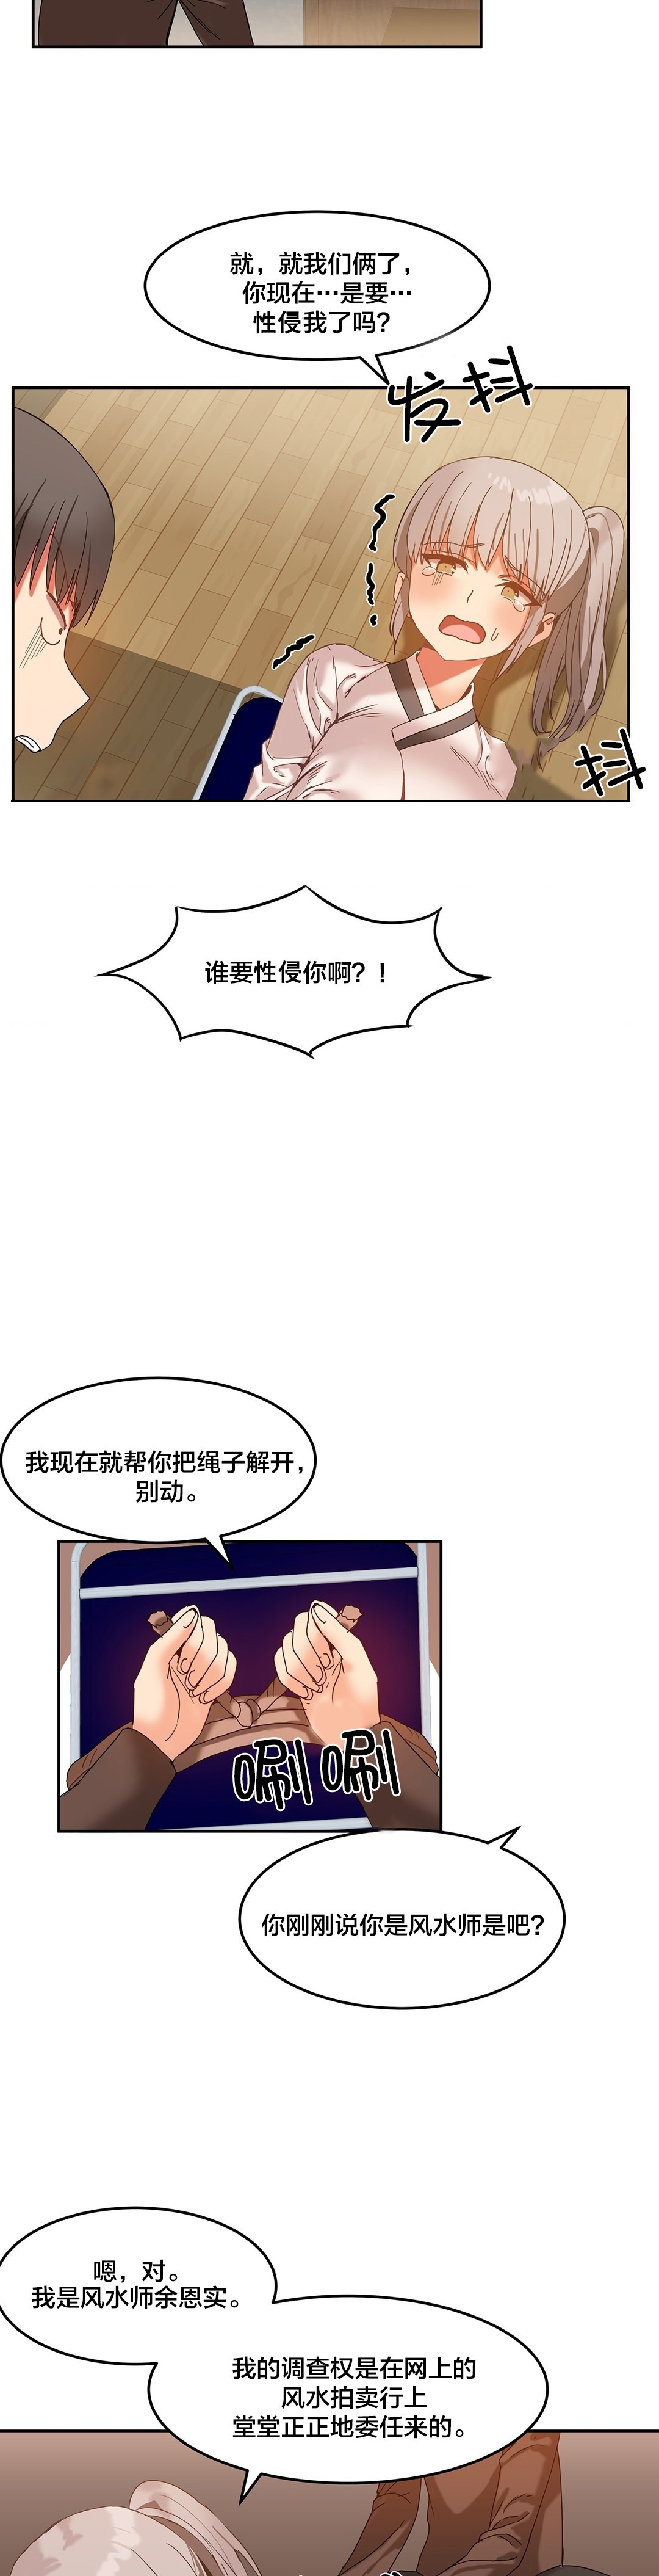 就，就我们俩了，
你现在…是要…
性侵我了吗？
发抖
发抖
谁要性侵你啊？！
我现在就帮你把绳子解开，
别动。
唰唰
你刚刚说你是风水师是吧？
嗯，对。
我是风水师余恩实。
我的调查权是在网上的
风水拍卖行上
堂堂正正地委任来的。